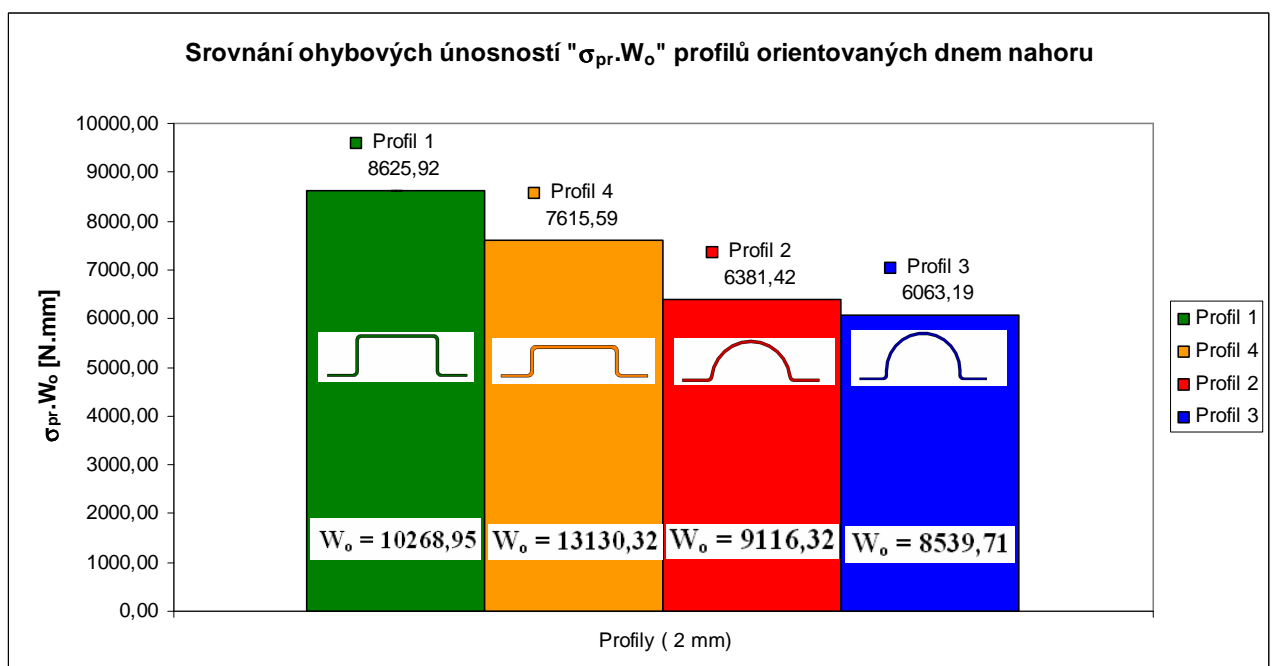 Srovnání ohybových únosností "σpr.Wo" profilů orientovaných dnem nahoru
σpr.Wo [N.mm]
10000,00
9000,00
8000,00
7000,00
6000,00
5000,00
4000,00
3000,00
2000,00
1000,00
0,00
Profil 1
8625,92
Profil 4
7615,59
Profil 2
6381,42
Profil 3
6063,19
Wo = 10268,95
Wo = 13130,32
Wo = 9116,32
Wo = 8539,71
Profily ( 2 mm)
Profil 1
Profil 4
Profil 2
Profil 3